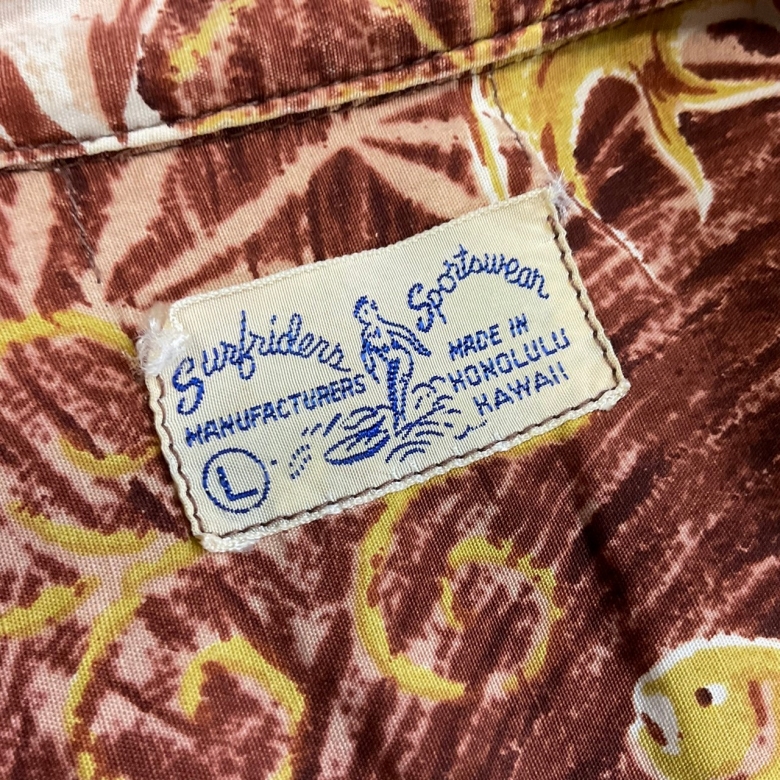 Surfriders Sportswear
MANUFACTURERS
MADE IN
HONOLULU
HAWAII
L